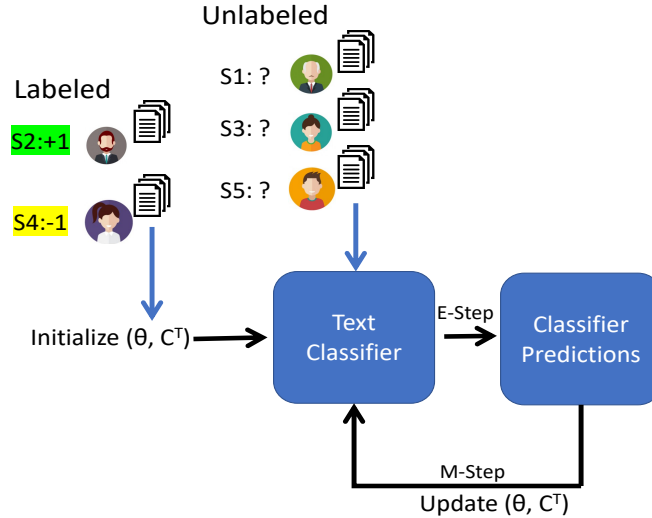 Unlabeled
Labeled
S1: ?
S2:+1
S3: ?
S4:-1
S5: ?
Initialize (θ, Cᵀ)
Text
Classifier
E-Step
Classifier
Predictions
M-Step
Update (θ, Cᵀ)